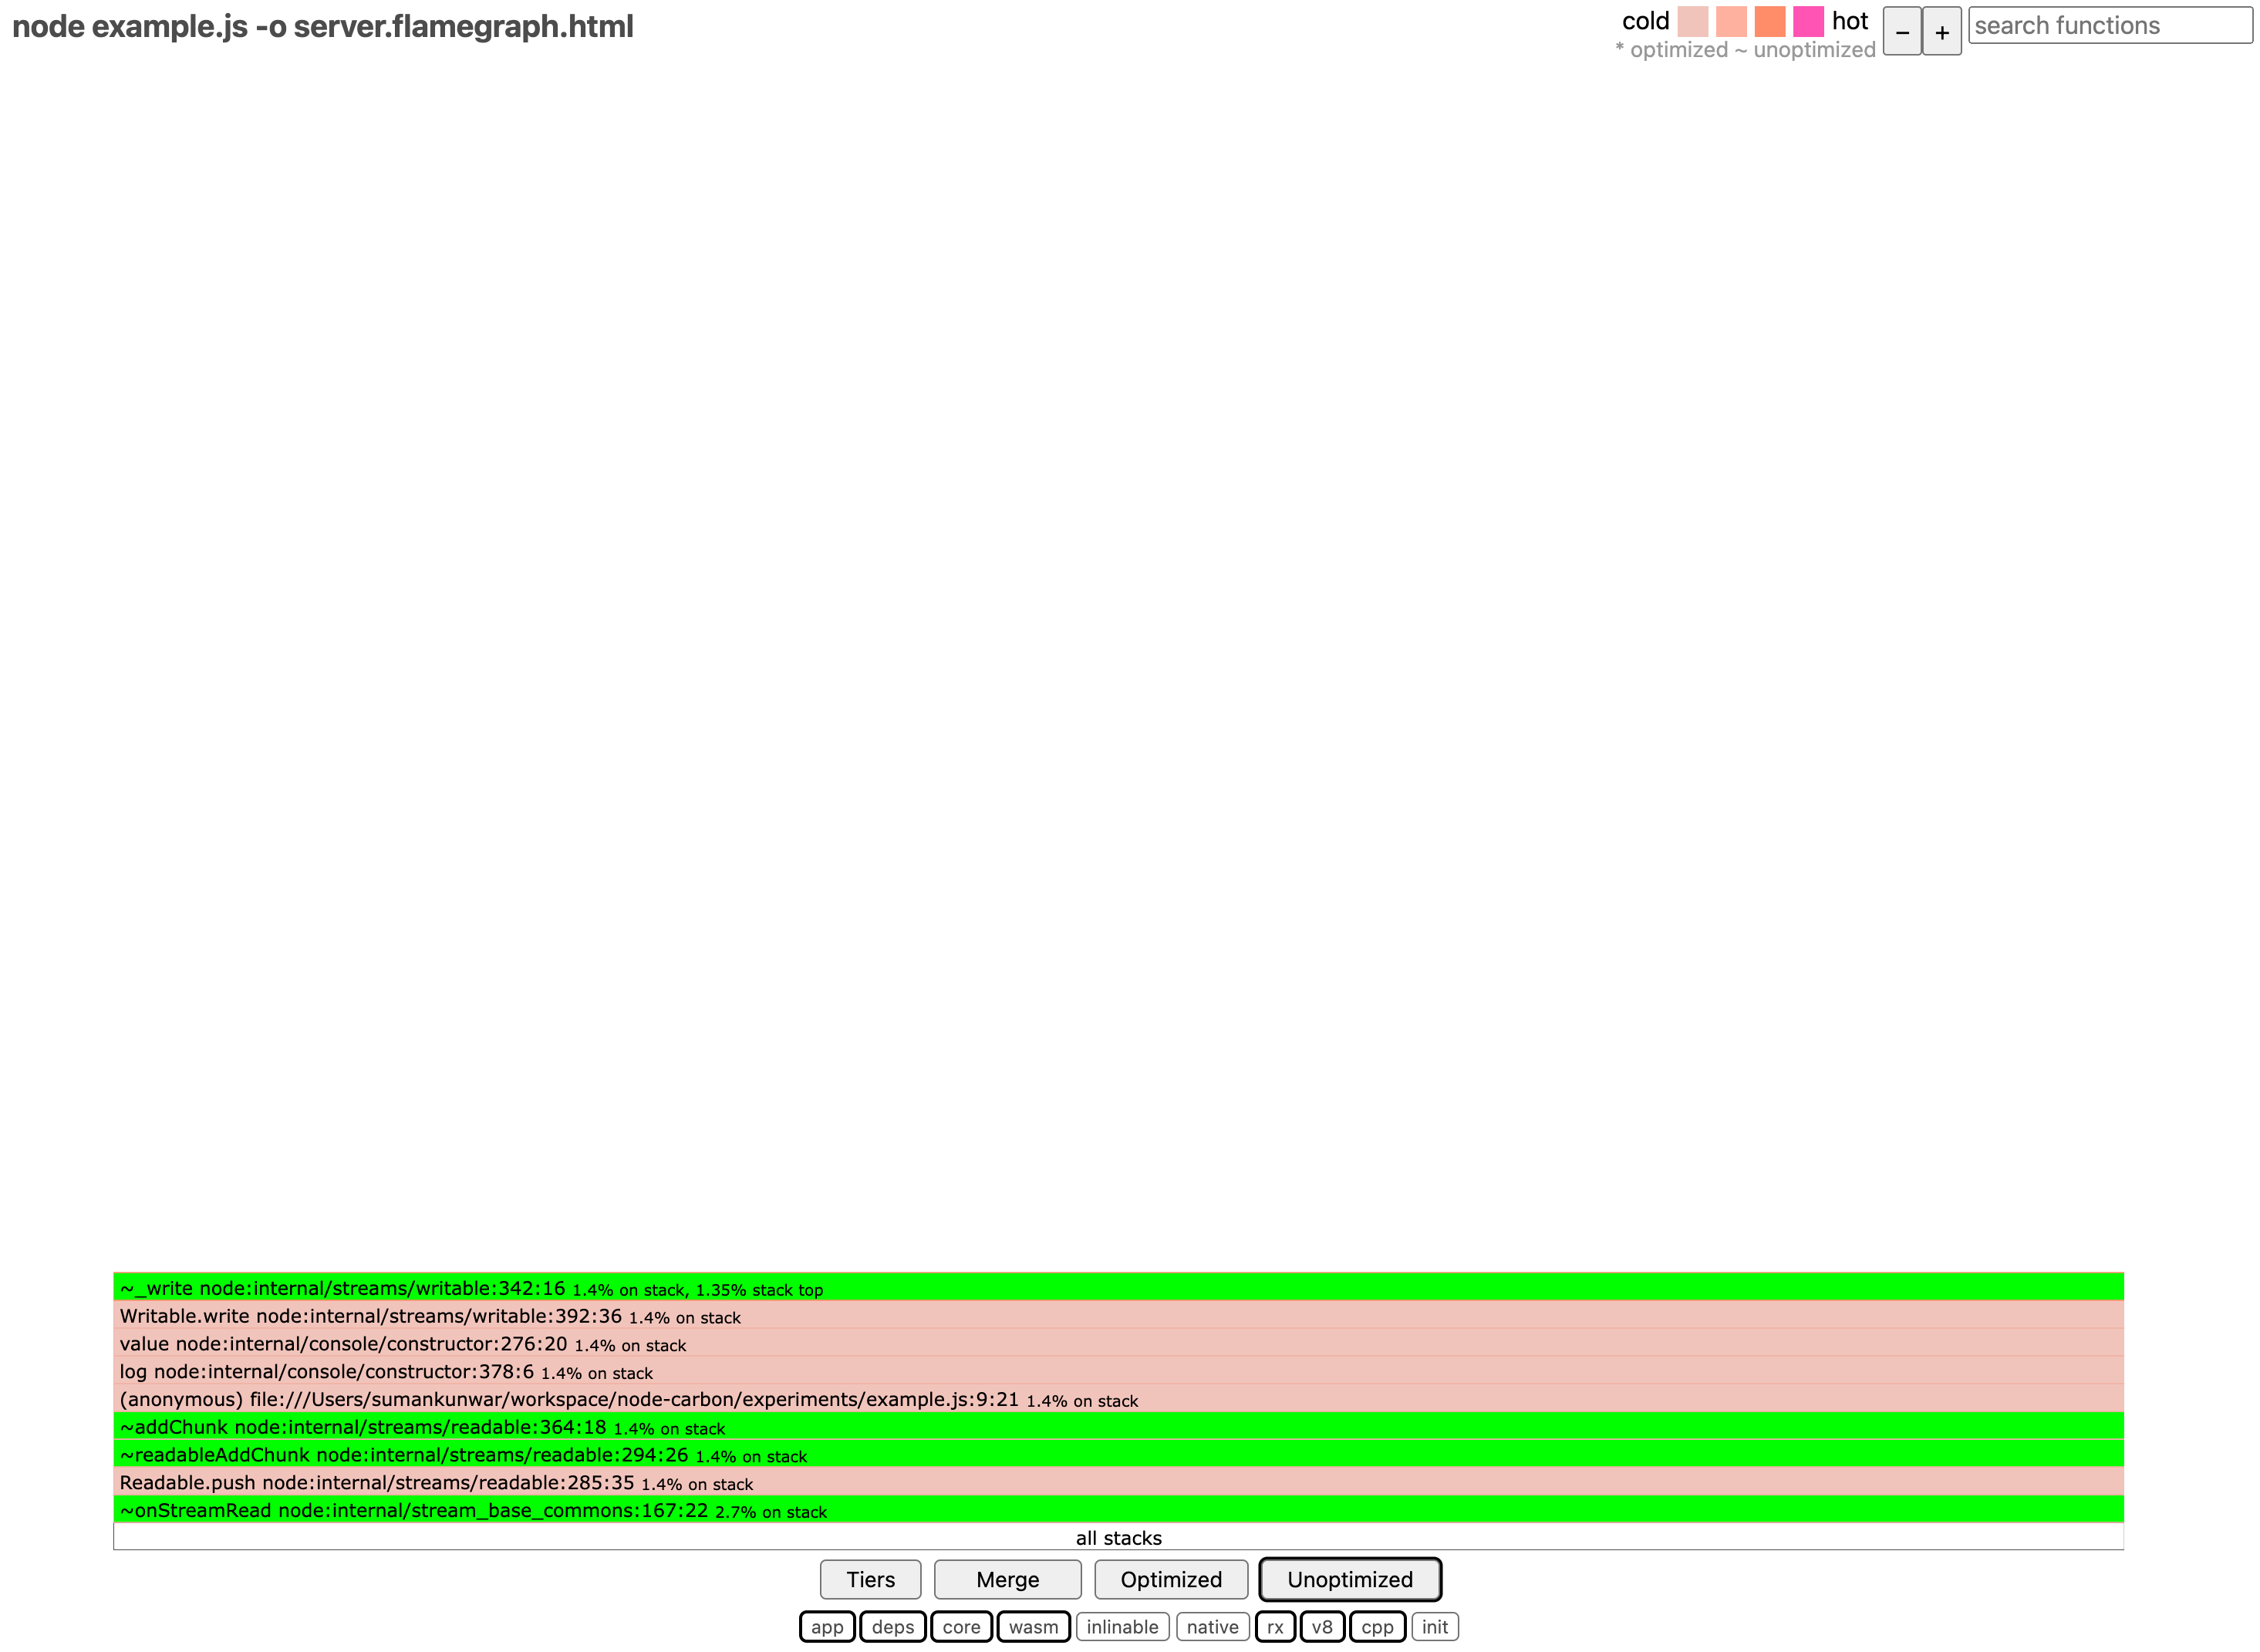 node example.js -o server.flamegraph.html
cold hot
* optimized ~ unoptimized
− +
search functions
~_write node:internal/streams/writable:342:16 1.4% on stack, 1.35% stack top
Writable.write node:internal/streams/writable:392:36 1.4% on stack
value node:internal/console/constructor:276:20 1.4% on stack
log node:internal/console/constructor:378:6 1.4% on stack
(anonymous) file:///Users/sumankunwar/workspace/node-carbon/experiments/example.js:9:21 1.4% on stack
~addChunk node:internal/streams/readable:364:18 1.4% on stack
~readableAddChunk node:internal/streams/readable:294:26 1.4% on stack
Readable.push node:internal/streams/readable:285:35 1.4% on stack
~onStreamRead node:internal/stream_base_commons:167:22 2.7% on stack
all stacks
Tiers Merge Optimized Unoptimized
app deps core wasm inlinable native rx v8 cpp init